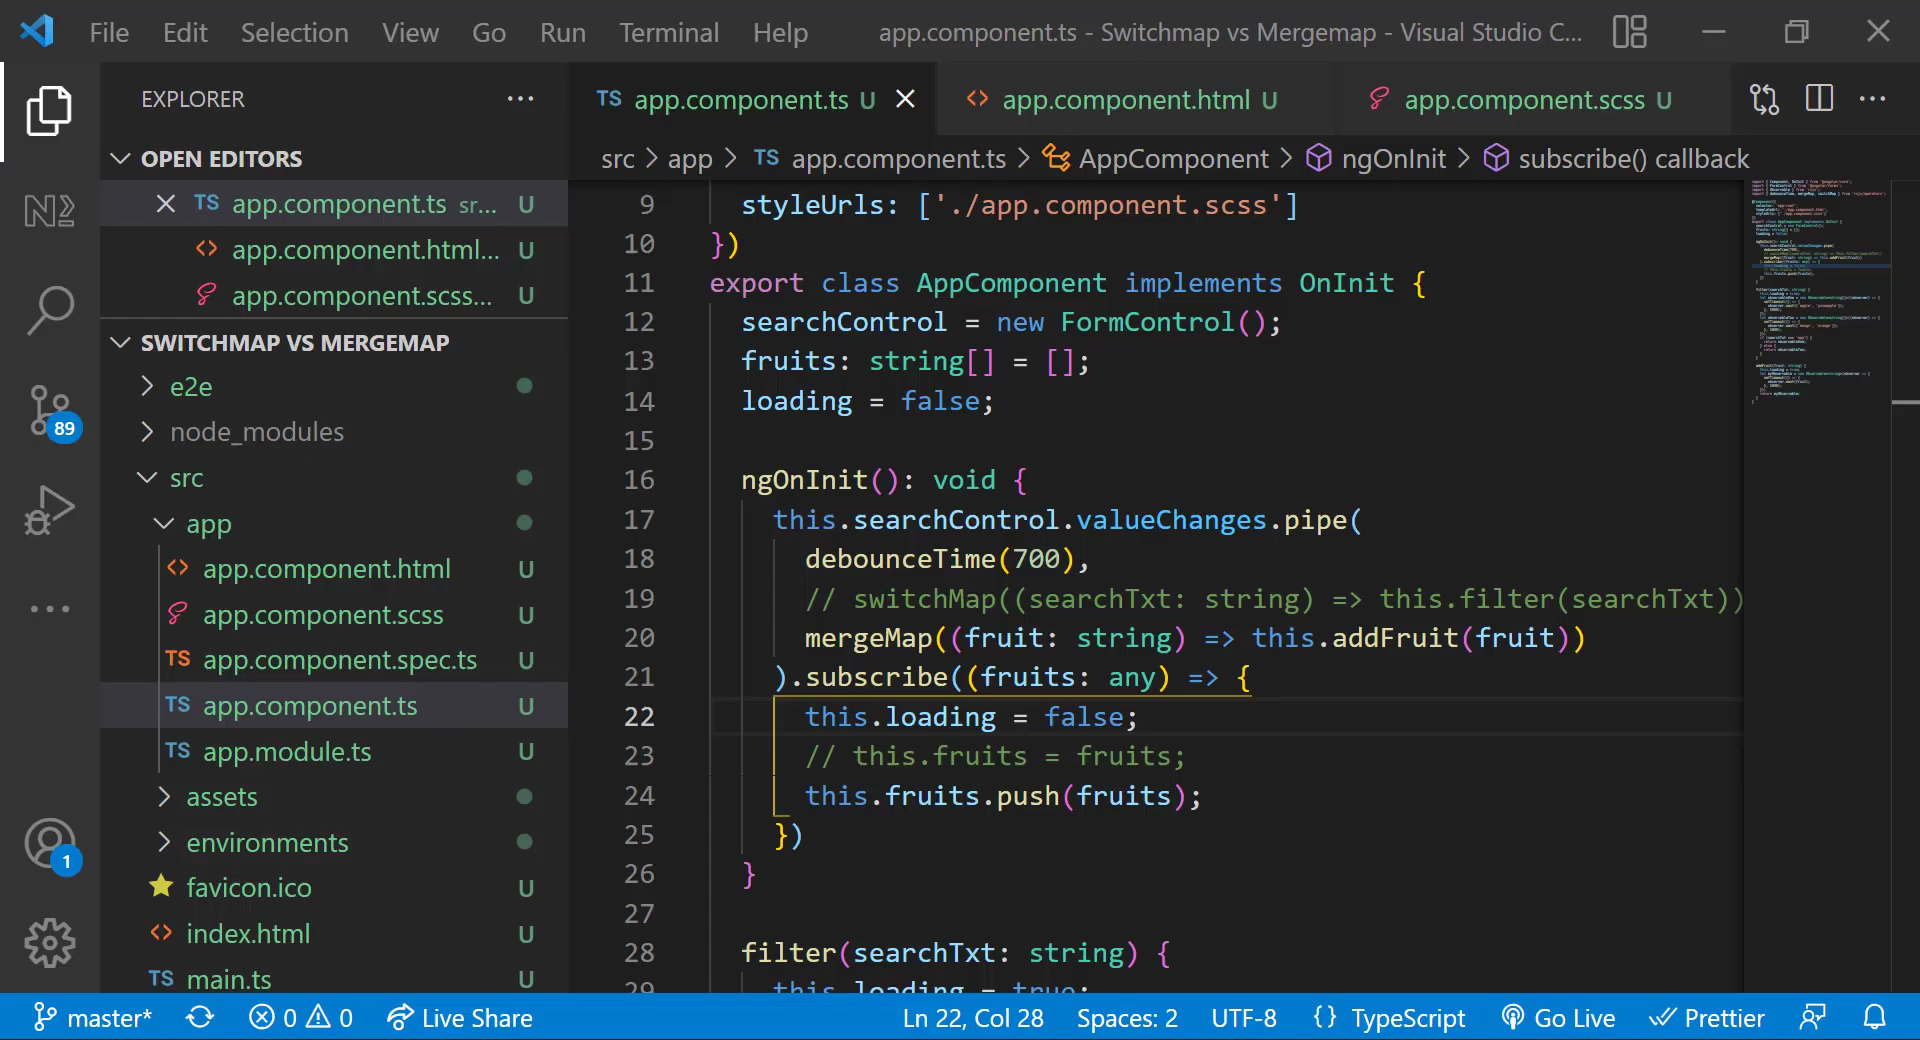 File Edit Selection View Go Run Terminal Help app.component.ts - Switchmap vs Mergemap - Visual Studio C...
EXPLORER
OPEN EDITORS
TS app.component.ts sr... U
app.component.html... U
app.component.scss... U
SWITCHMAP VS MERGEMAP
e2e
node_modules
src
app
app.component.html U
app.component.scss U
TS app.component.spec.ts U
TS app.component.ts U
TS app.module.ts U
assets
environments
favicon.ico U
index.html U
TS main.ts U
89
1
TS app.component.ts U app.component.html U app.component.scss U
src > app > TS app.component.ts > AppComponent > ngOnInit > subscribe() callback
9 styleUrls: ['./app.component.scss']
10 })
11 export class AppComponent implements OnInit {
12 searchControl = new FormControl();
13 fruits: string[] = [];
14 loading = false;
15
16 ngOnInit(): void {
17 this.searchControl.valueChanges.pipe(
18 debounceTime(700),
19 // switchMap((searchTxt: string) => this.filter(searchTxt))
20 mergeMap((fruit: string) => this.addFruit(fruit))
21 ).subscribe((fruits: any) => {
22 this.loading = false;
23 // this.fruits = fruits;
24 this.fruits.push(fruits);
25 })
26 }
27
28 filter(searchTxt: string) {
29 this.loading = true;
master* 0 0 Live Share Ln 22, Col 28 Spaces: 2 UTF-8 {} TypeScript Go Live Prettier